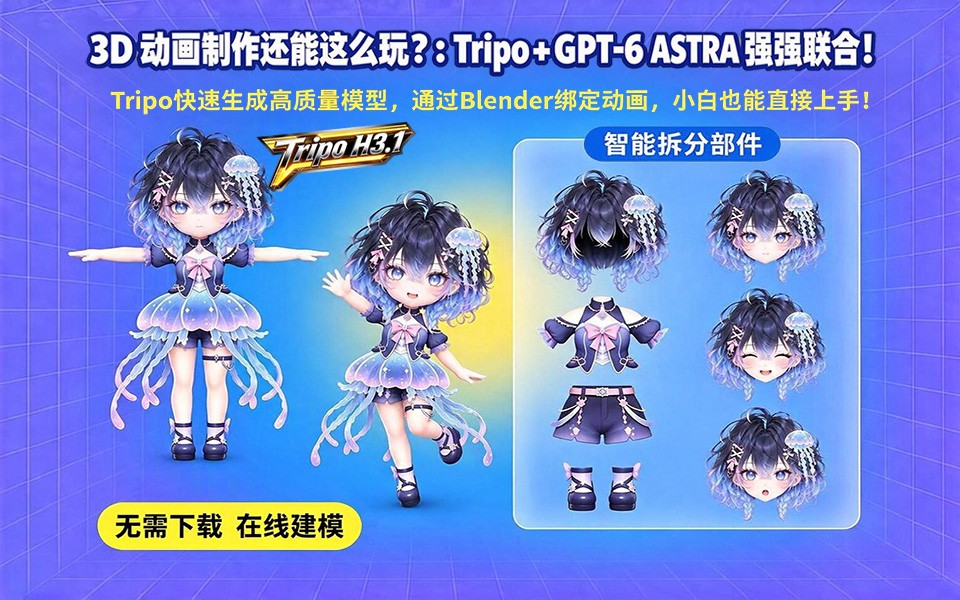 3D 动画制作还能这么玩?: Tripo+GPT-6 ASTRA 强强联合!
Tripo快速生成高质量模型，通过Blender绑定动画，小白也能直接上手！
Tripo H3.1
智能拆分部件
无需下载 在线建模